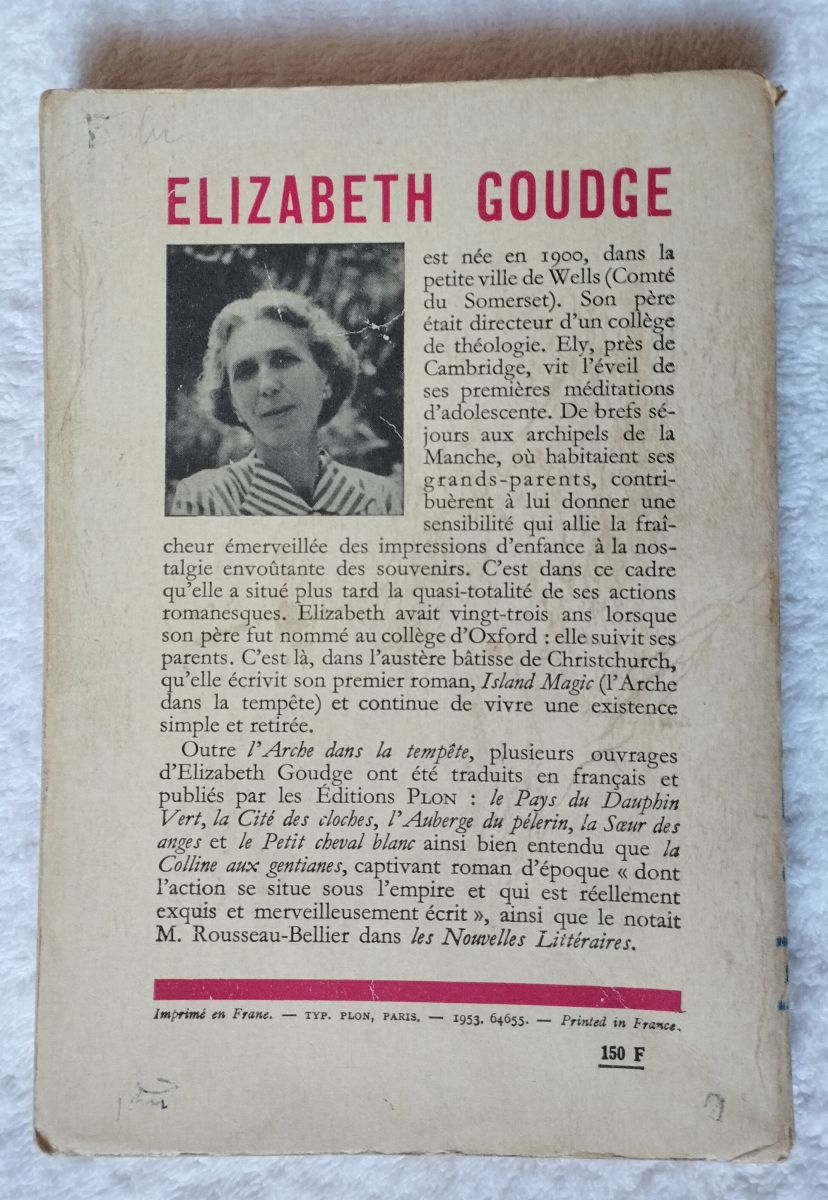 ELIZABETH GOUDGE
est née en 1900, dans la
petite ville de Wells (Comté
du Somerset). Son père
était directeur d'un collège
de théologie. Ely, près de
Cambridge, vit l'éveil de
ses premières méditations
d'adolescente. De brefs sé-
jours aux archipels de la
Manche, où habitaient ses
grands-parents, contri-
buèrent à lui donner une
sensibilité qui allie la fraî-
cheur émerveillée des impressions d'enfance à la nos-
talgie envoûtante des souvenirs. C'est dans ce cadre
qu'elle a situé plus tard la quasi-totalité de ses actions
romanesques. Elizabeth avait vingt-trois ans lorsque
son père fut nommé au collège d'Oxford : elle suivit ses
parents. C'est là, dans l'austère bâtisse de Christchurch,
qu'elle écrivit son premier roman, Island Magic (l'Arche
dans la tempête) et continue de vivre une existence
simple et retirée.
Outre l'Arche dans la tempête, plusieurs ouvrages
d'Elizabeth Goudge ont été traduits en français et
publiés par les Éditions PLON : le Pays du Dauphin
Vert, la Cité des cloches, l'Auberge du pélerin, la Sœur des
anges et le Petit cheval blanc ainsi bien entendu que la
Colline aux gentianes, captivant roman d'époque « dont
l'action se situe sous l'empire et qui est réellement
exquis et merveilleusement écrit », ainsi que le notait
M. Rousseau-Bellier dans les Nouvelles Littéraires.
Imprimé en Frane. — TYP. PLON, PARIS. — 1953. 64655. — Printed in France.
150 F